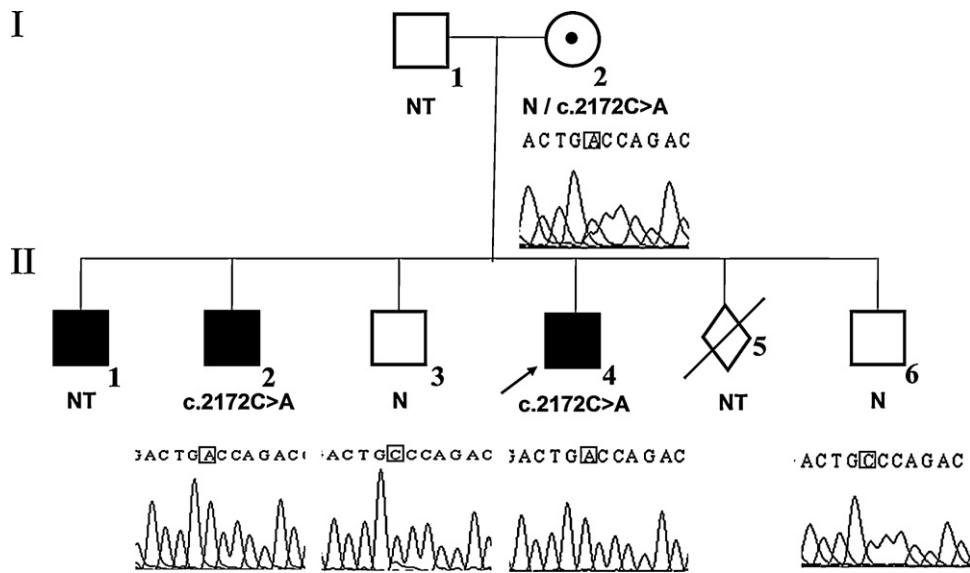 I
1
2
NT
N / c.2172C>A
ACTGACCAGAC
II
1
2
3
4
5
6
NT
c.2172C>A
N
c.2172C>A
NT
N
GACTGACCAGAC
ACTGCCCAGAC
GACTGACCAGAC
ACTGCCCAGAC